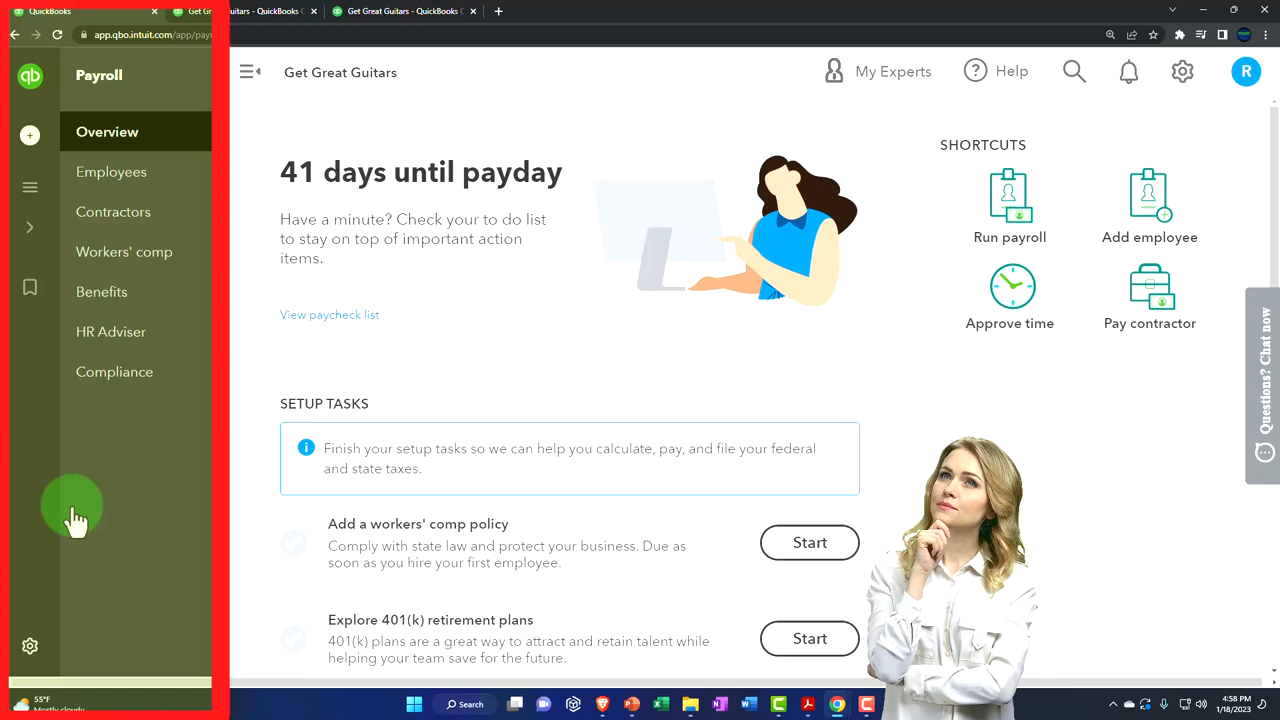 QuickBooks
Get Great Guitars - QuickBooks C
Get Great Guitars - QuickBooks C
app.qbo.intuit.com/app/payr
qb
Payroll
Overview
Employees
Contractors
Workers' comp
Benefits
HR Adviser
Compliance
Get Great Guitars
My Experts
Help
R
41 days until payday
Have a minute? Check your to do list
to stay on top of important action
items.
View paycheck list
SHORTCUTS
Run payroll
Add employee
Approve time
Pay contractor
Questions? Chat now
SETUP TASKS
Finish your setup tasks so we can help you calculate, pay, and file your federal
and state taxes.
Add a workers' comp policy
Comply with state law and protect your business. Due as
soon as you hire your first employee.
Start
Explore 401(k) retirement plans
401(k) plans are a great way to attract and retain talent while
helping your team save for the future.
Start
55°F
Mostly cloudy
Search
4:58 PM
1/18/2023